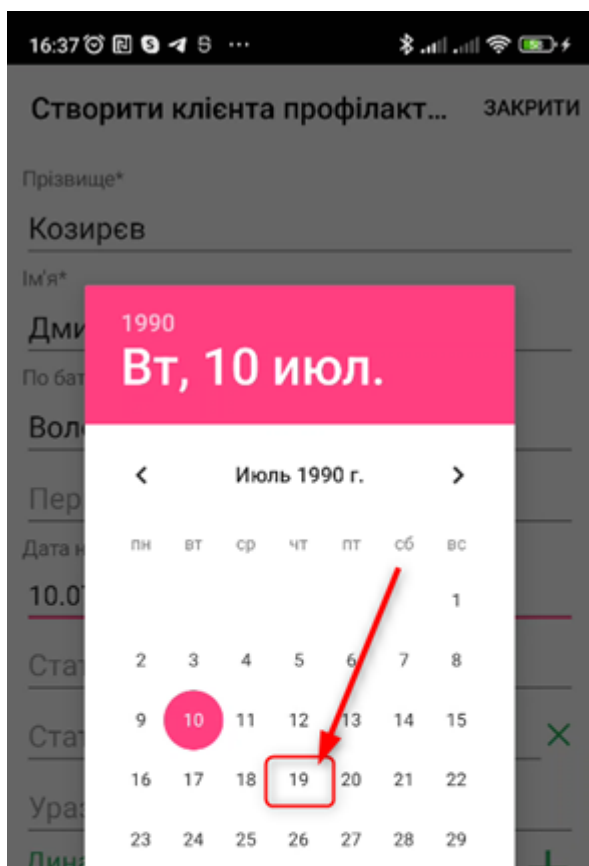 16:37
Створити клієнта профілакт... ЗАКРИТИ
Прізвище*
Козирєв
Ім'я*
Дми
1990
Вт, 10 июл.
По бат
Воло
Июль 1990 г.
Пер
Дата н
пн вт ср чт пт сб вс
10.0
1
Стат
2 3 4 5 6 7 8
Стат
9 10 11 12 13 14 15
16 17 18 19 20 21 22
Ураз
23 24 25 26 27 28 29
Дина